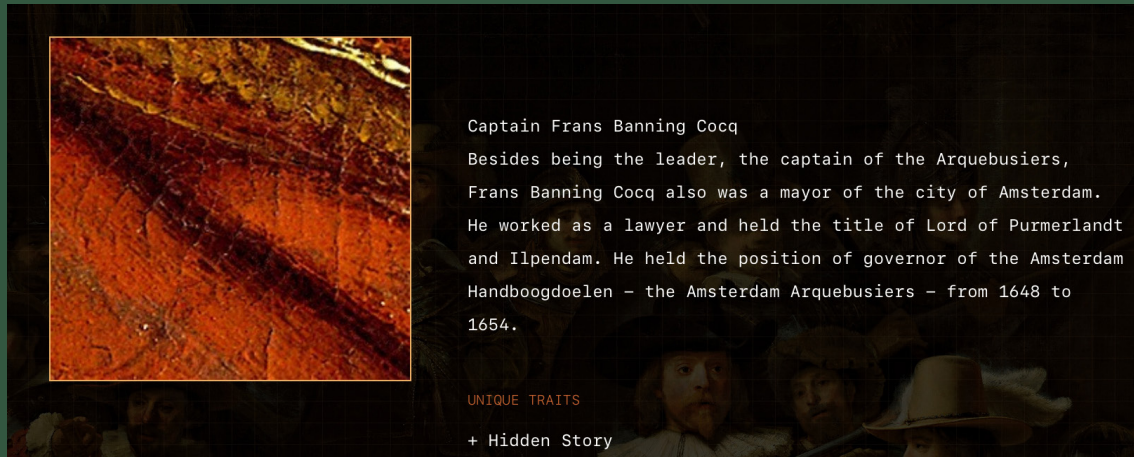 Captain Frans Banning Cocq
Besides being the leader, the captain of the Arquebusiers,
Frans Banning Cocq also was a mayor of the city of Amsterdam.
He worked as a lawyer and held the title of Lord of Purmerlandt
and Ilpendam. He held the position of governor of the Amsterdam
Handboogdoelen – the Amsterdam Arquebusiers – from 1648 to
1654.
UNIQUE TRAITS
+ Hidden Story